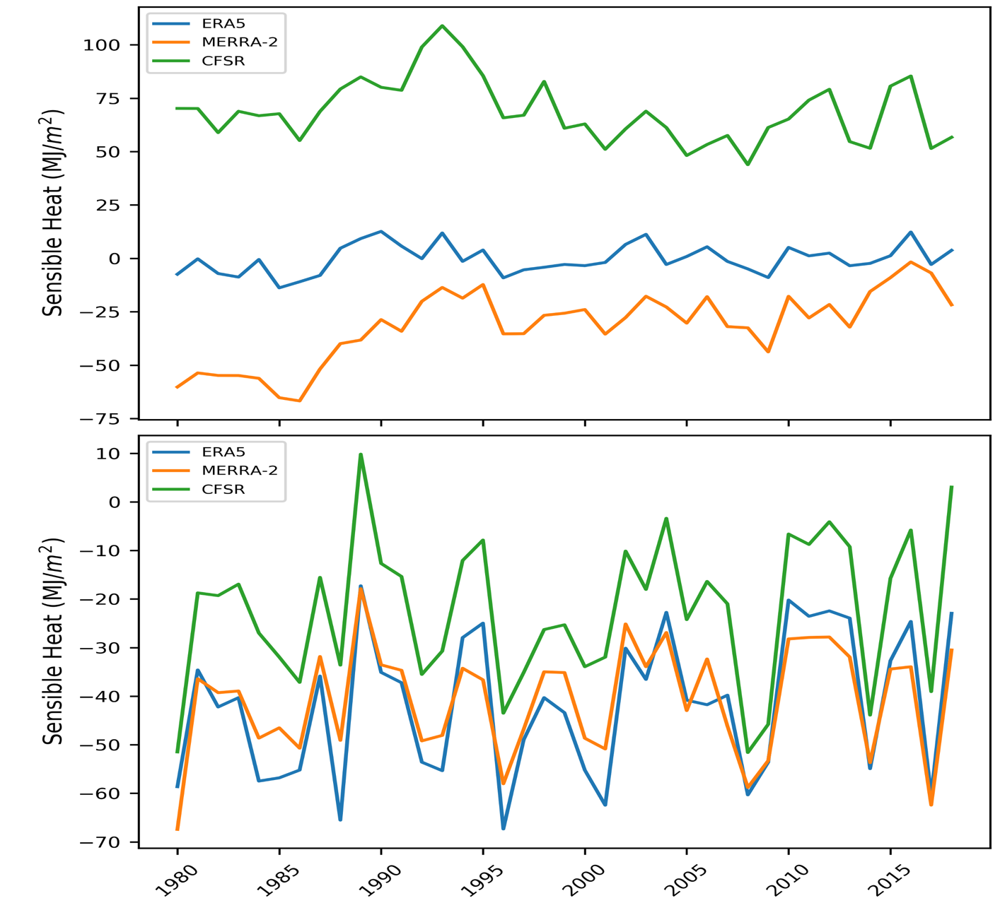 ERA5
MERRA-2
CFSR
100
75
50
25
0
−25
−50
−75
Sensible Heat (MJ/m²)
ERA5
MERRA-2
CFSR
10
0
−10
−20
−30
−40
−50
−60
−70
Sensible Heat (MJ/m²)
1980 1985 1990 1995 2000 2005 2010 2015